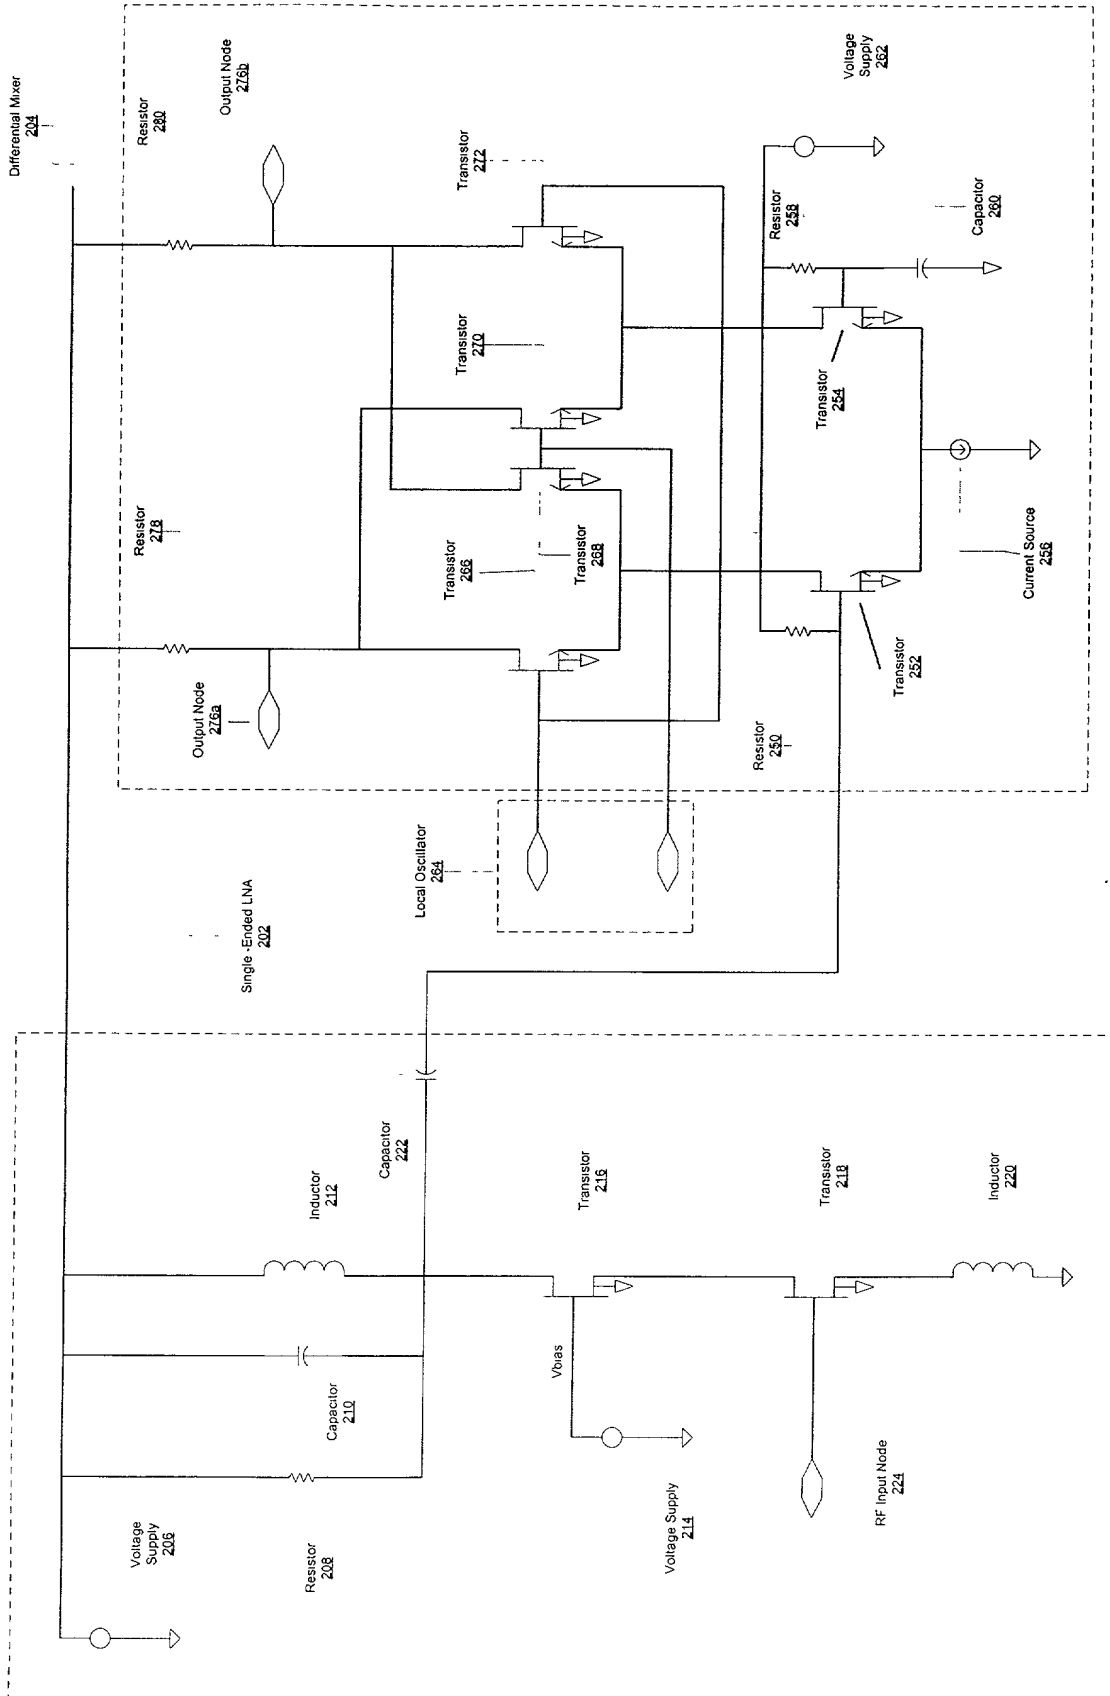 Differential Mixer
204
Resistor
280
Output Node
276b
Transistor
272
Voltage
Supply
262
Resistor
258
Capacitor
260
Transistor
270
Transistor
254
Resistor
278
Transistor
266
Transistor
268
Current Source
256
Output Node
276a
Transistor
252
Resistor
250
Local Oscillator
264
Single -Ended LNA
202
Capacitor
222
Inductor
212
Transistor
216
Transistor
218
Inductor
220
Vbias
Capacitor
210
RF Input Node
224
Voltage Supply
214
Voltage
Supply
206
Resistor
208